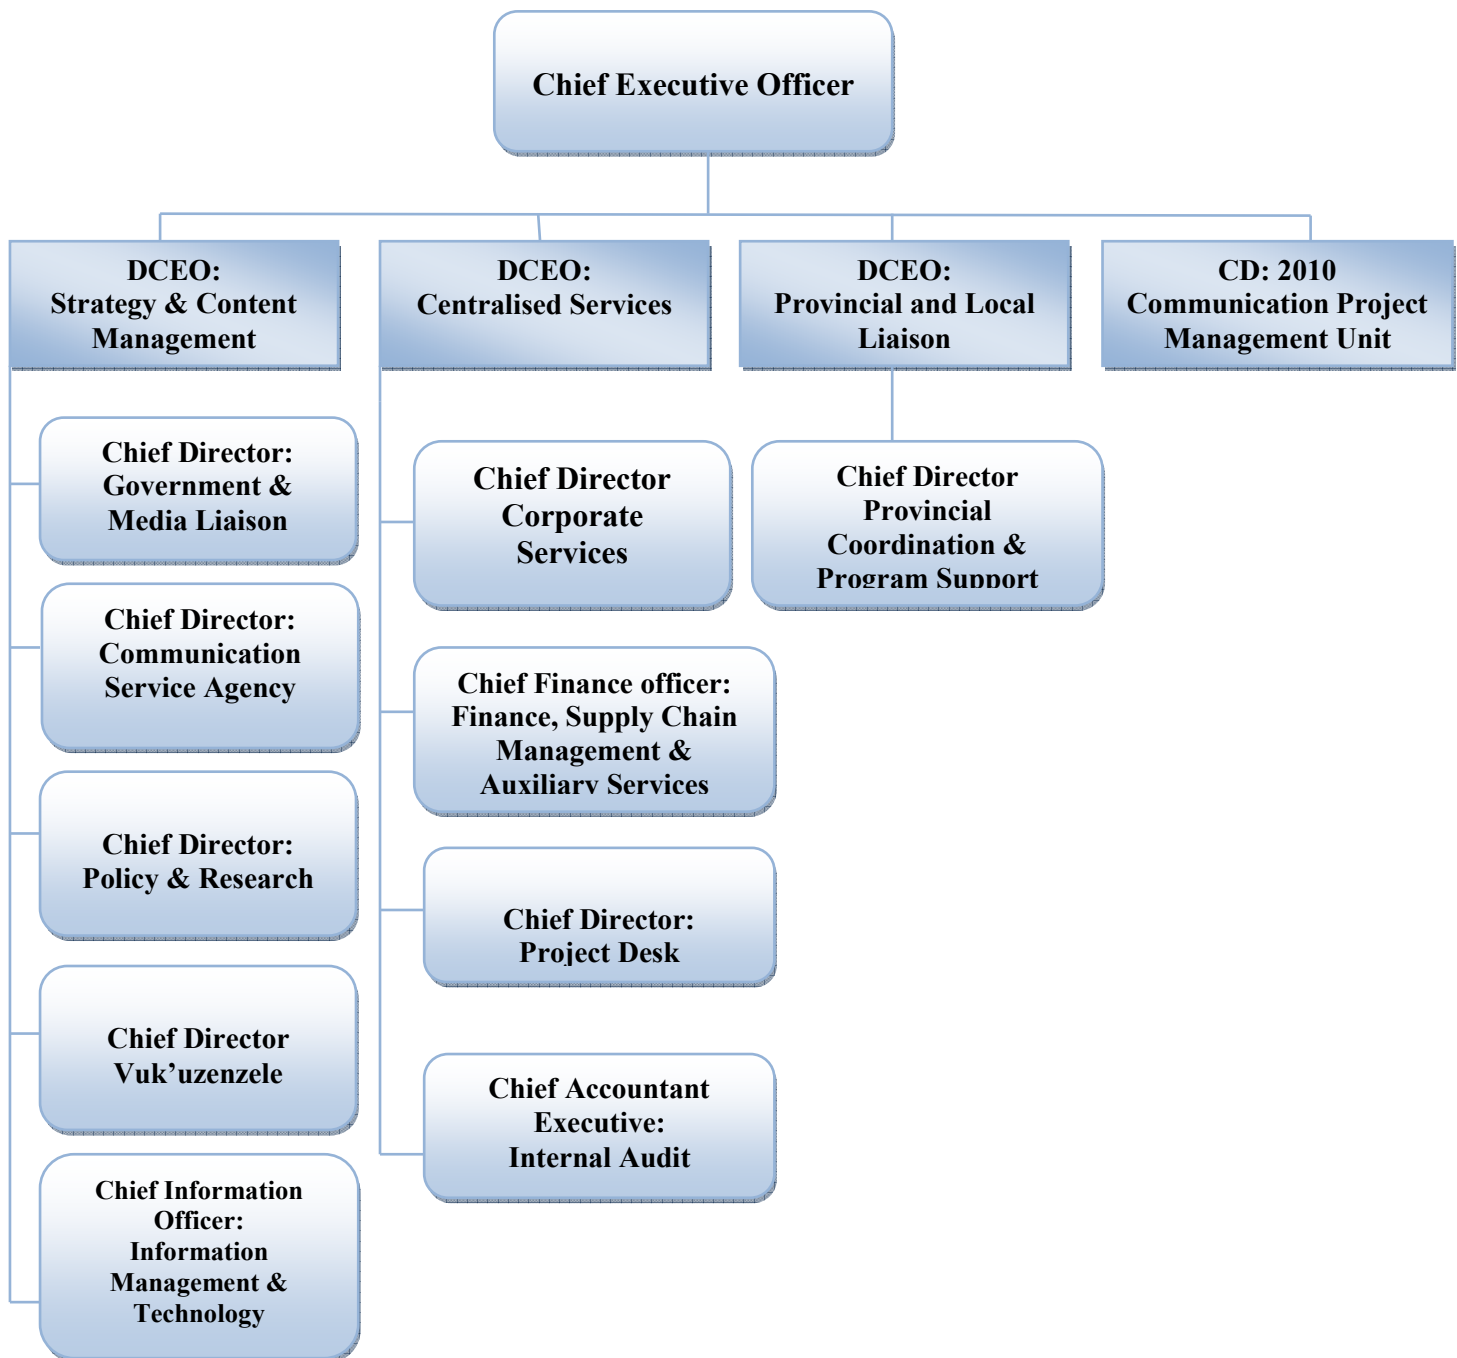 Chief Executive Officer
DCEO:
Strategy & Content
Management
DCEO:
Centralised Services
DCEO:
Provincial and Local
Liaison
CD: 2010
Communication Project
Management Unit
Chief Director:
Government &
Media Liaison
Chief Director:
Communication
Service Agency
Chief Director:
Policy & Research
Chief Director
Vuk’uzenzele
Chief Information
Officer:
Information
Management &
Technology
Chief Director
Corporate
Services
Chief Finance officer:
Finance, Supply Chain
Management &
Auxiliary Services
Chief Director:
Project Desk
Chief Accountant
Executive:
Internal Audit
Chief Director
Provincial
Coordination &
Program Support